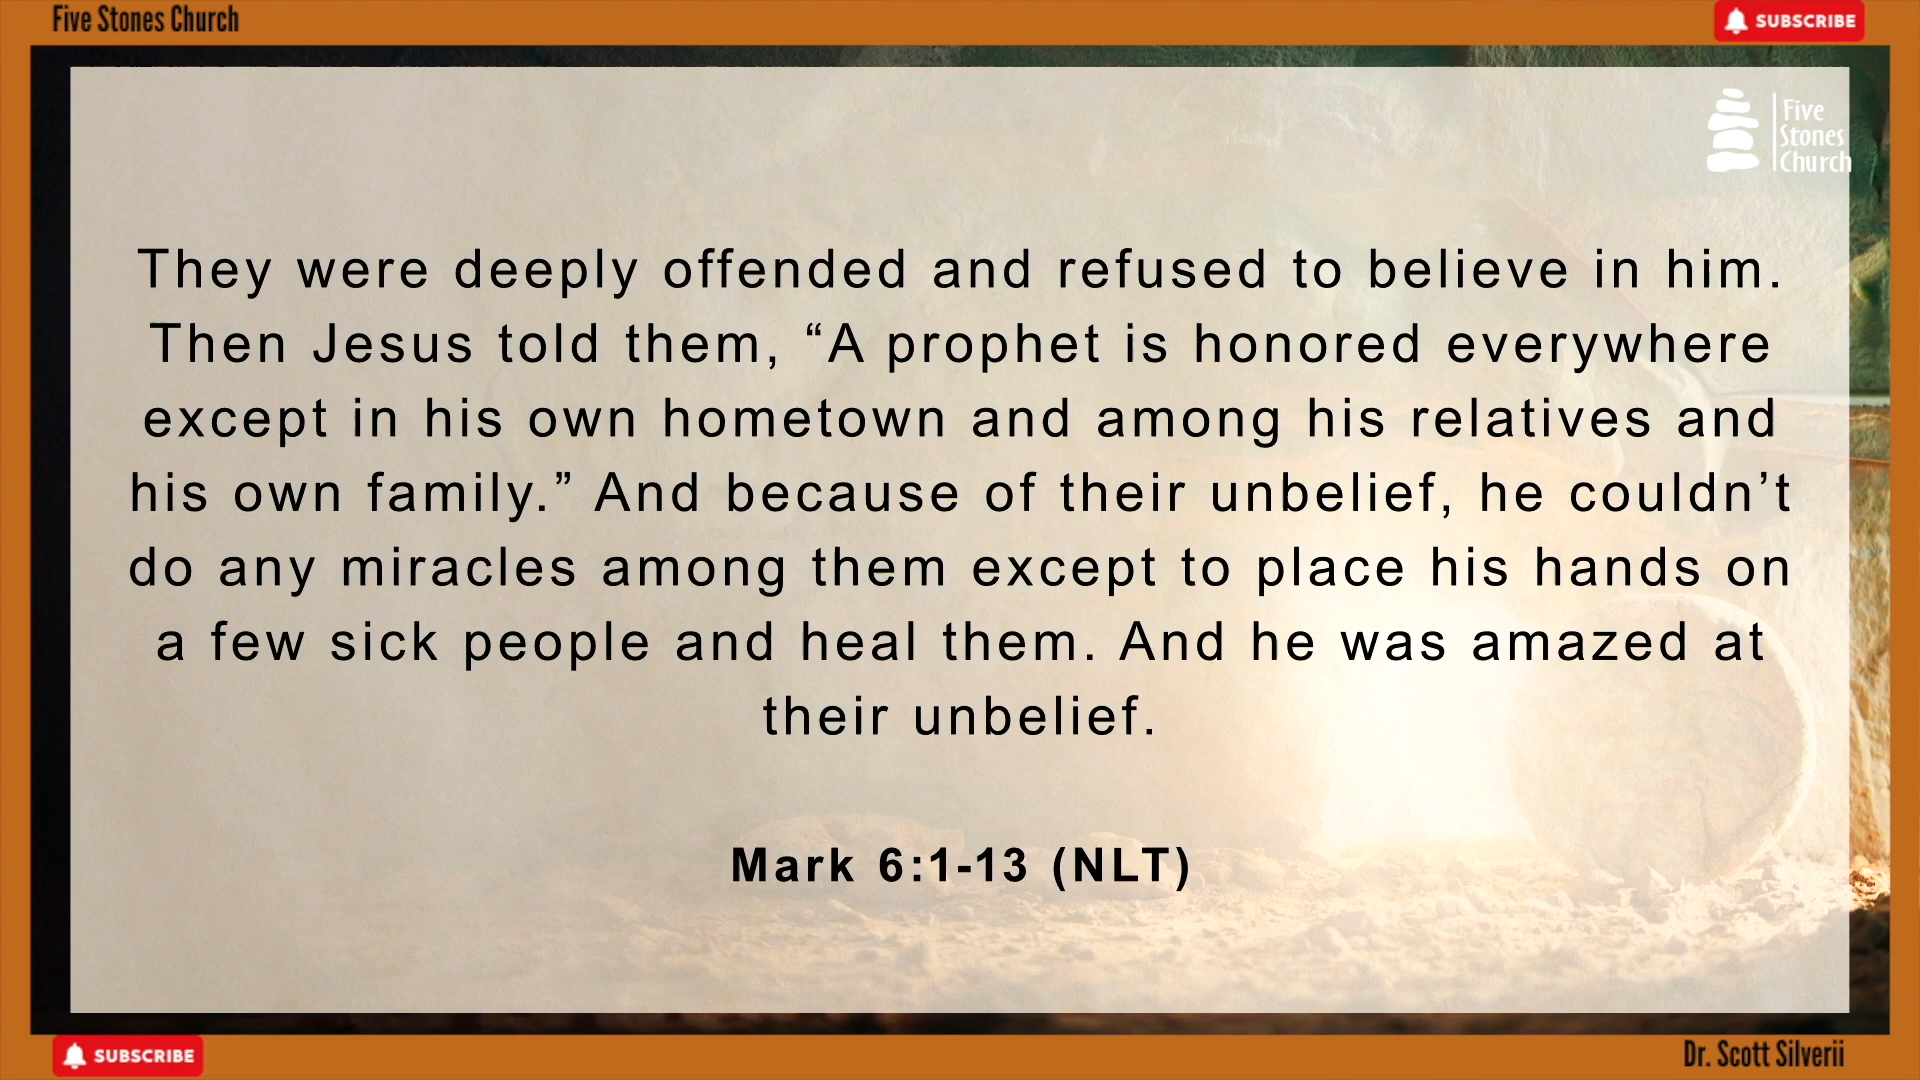 Five Stones Church
SUBSCRIBE
Five
Stones
Church
They were deeply offended and refused to believe in him.
Then Jesus told them, “A prophet is honored everywhere
except in his own hometown and among his relatives and
his own family.” And because of their unbelief, he couldn’t
do any miracles among them except to place his hands on
a few sick people and heal them. And he was amazed at
their unbelief.
Mark 6:1-13 (NLT)
SUBSCRIBE
Dr. Scott Silverii